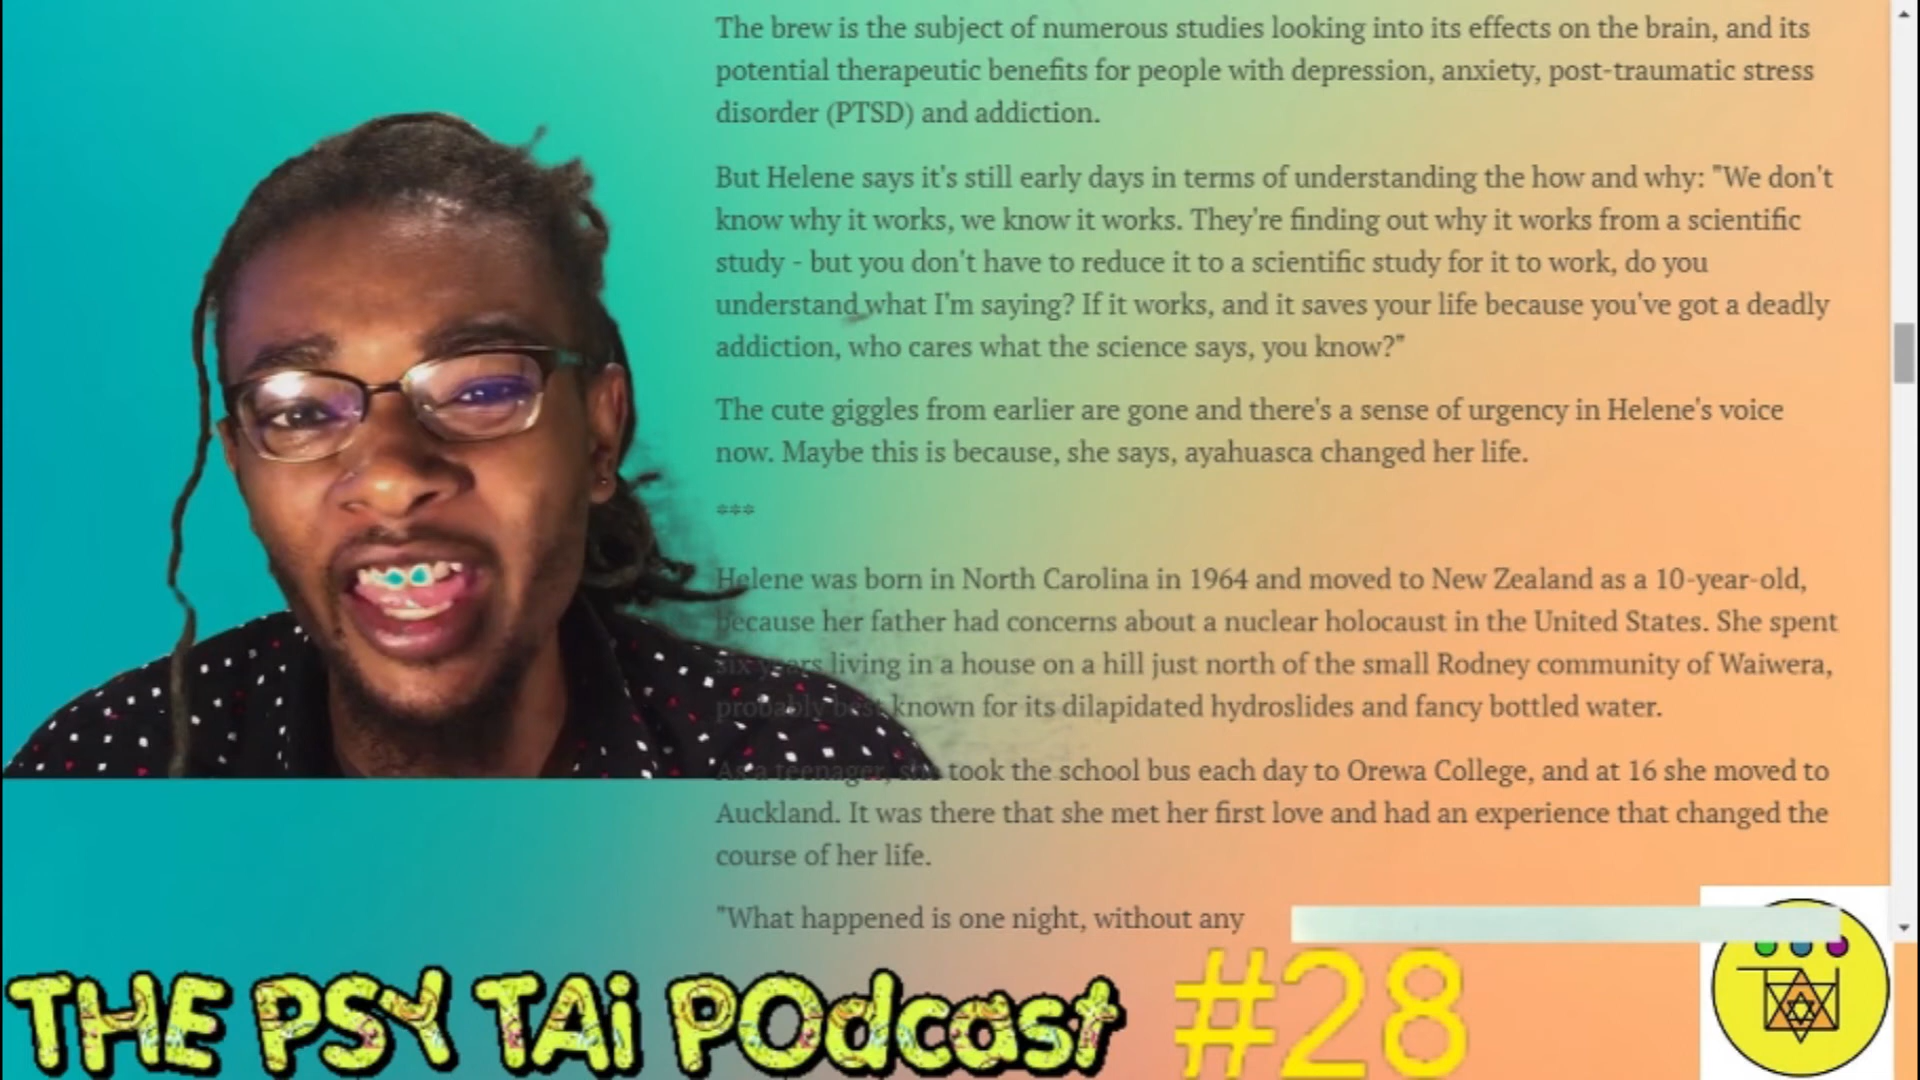 The brew is the subject of numerous studies looking into its effects on the brain, and its
potential therapeutic benefits for people with depression, anxiety, post-traumatic stress
disorder (PTSD) and addiction.
But Helene says it's still early days in terms of understanding the how and why: "We don't
know why it works, we know it works. They're finding out why it works from a scientific
study - but you don't have to reduce it to a scientific study for it to work, do you
understand what I'm saying? If it works, and it saves your life because you've got a deadly
addiction, who cares what the science says, you know?"
The cute giggles from earlier are gone and there's a sense of urgency in Helene's voice
now. Maybe this is because, she says, ayahuasca changed her life.
***
Helene was born in North Carolina in 1964 and moved to New Zealand as a 10-year-old,
because her father had concerns about a nuclear holocaust in the United States. She spent
six years living in a house on a hill just north of the small Rodney community of Waiwera,
probably best known for its dilapidated hydroslides and fancy bottled water.
As a teenager, she took the school bus each day to Orewa College, and at 16 she moved to
Auckland. It was there that she met her first love and had an experience that changed the
course of her life.
"What happened is one night, without any
THE PSY TAi POdcast #28